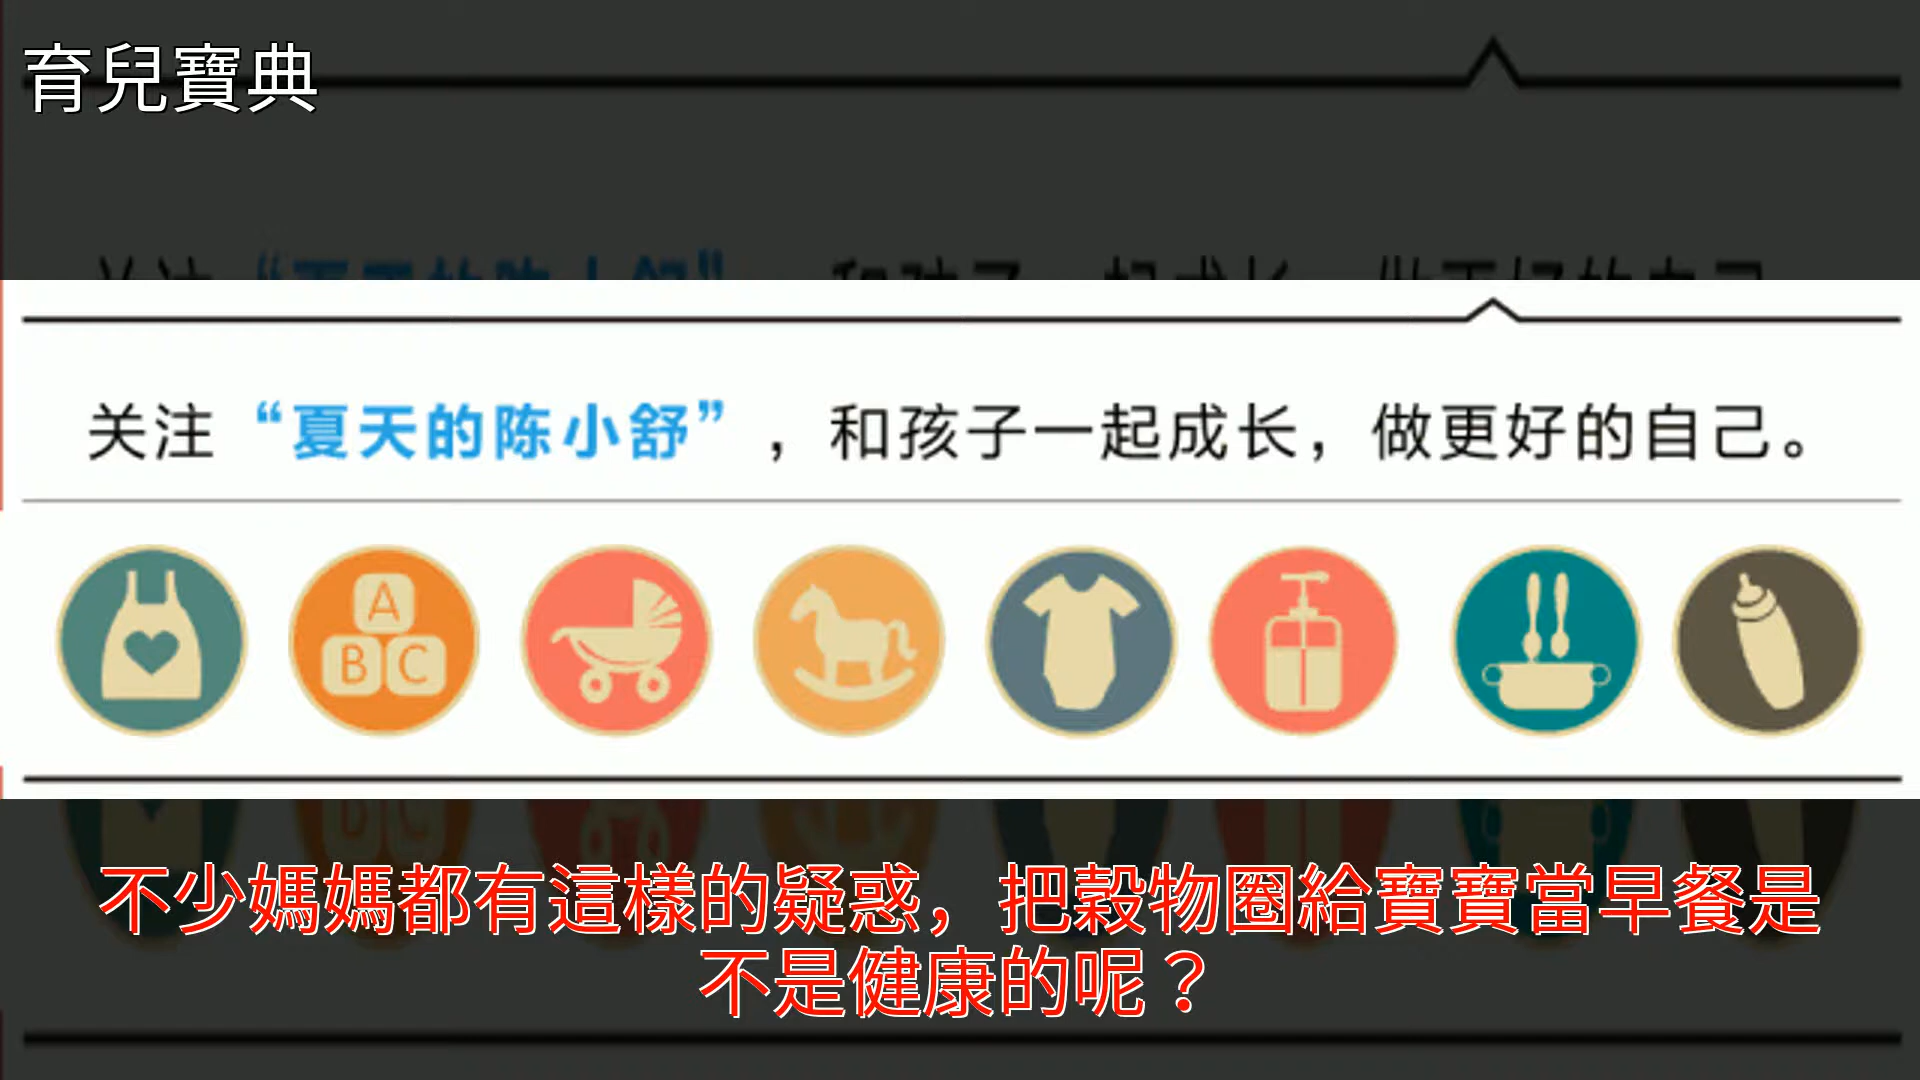 育兒寶典
关注“夏天的陈小舒”，和孩子一起成长，做更好的自己。
A
B C
不少媽媽都有這樣的疑惑，把穀物圈給寶寶當早餐是
不是健康的呢？